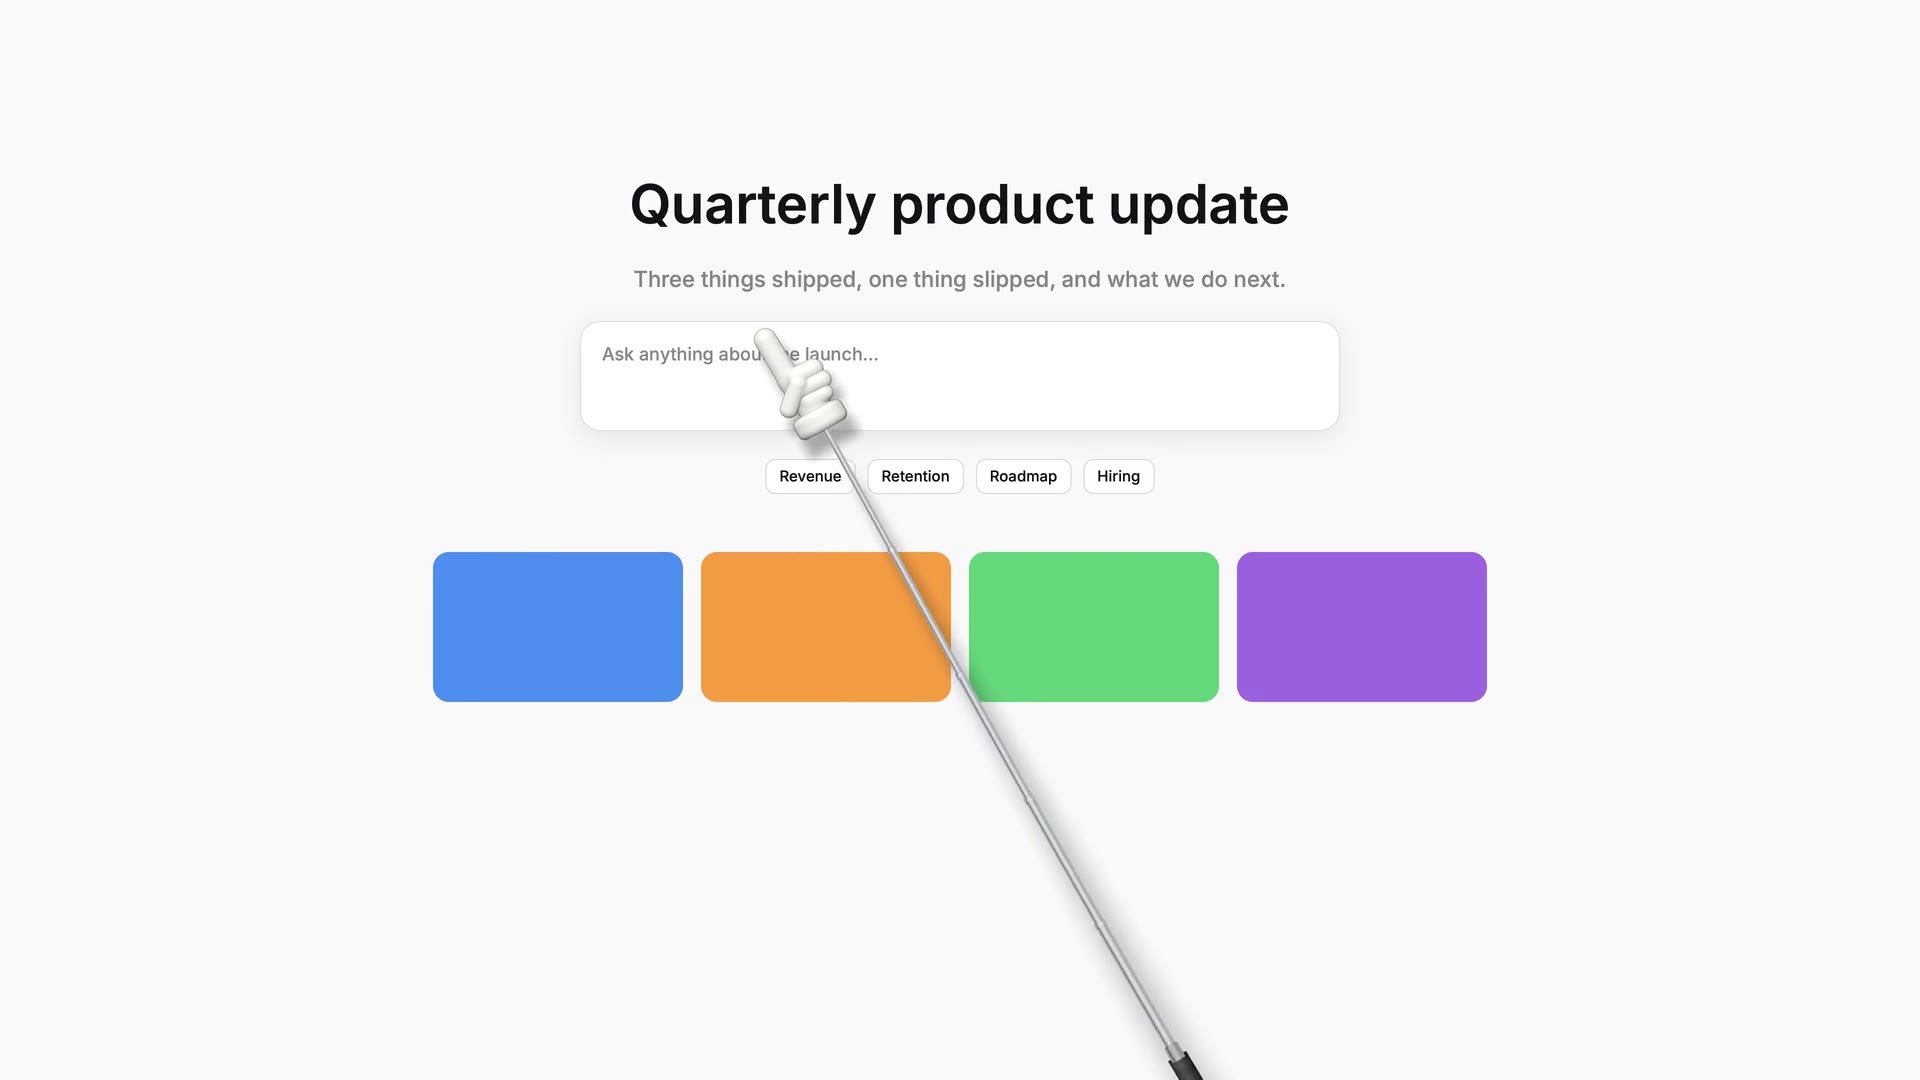 Quarterly product update
Three things shipped, one thing slipped, and what we do next.
Ask anything launch...
Revenue
Retention
Roadmap
Hiring